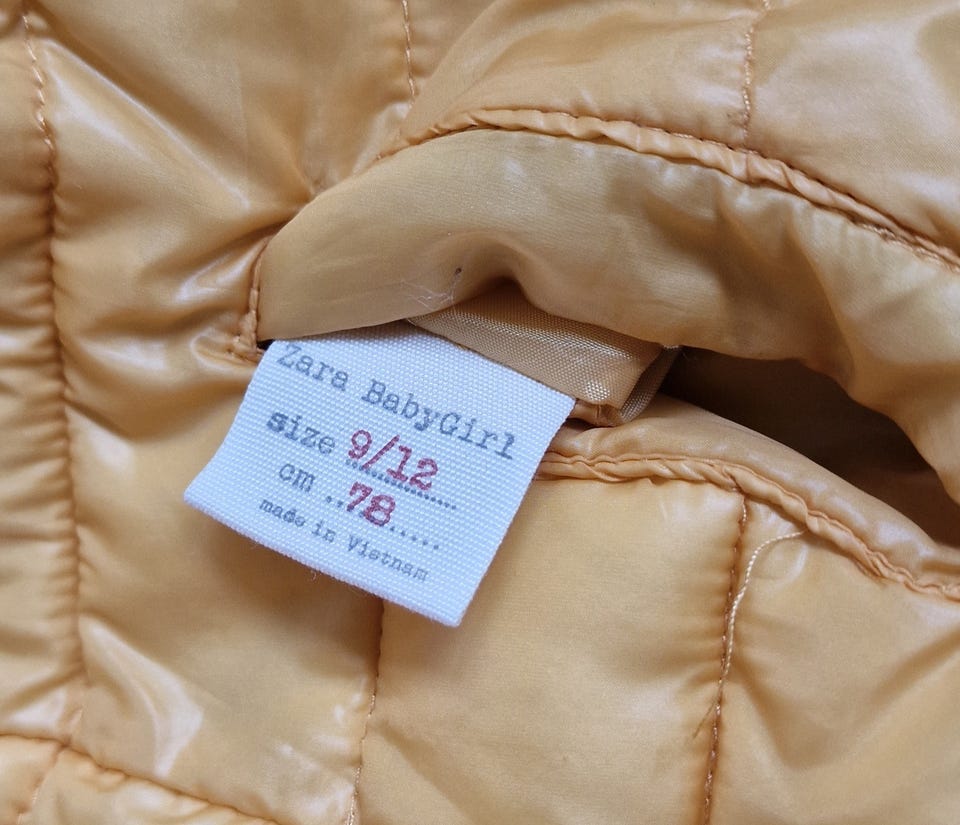 Zara BabyGirl
size 9/12
cm ..78.....
made in Vietnam